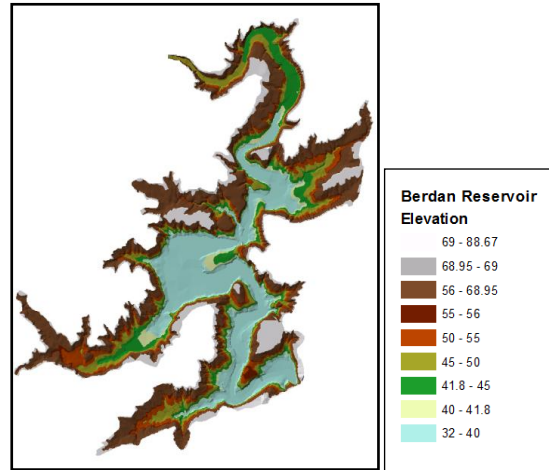 Berdan Reservoir
Elevation
69 - 88.67
68.95 - 69
56 - 68.95
55 - 56
50 - 55
45 - 50
41.8 - 45
40 - 41.8
32 - 40